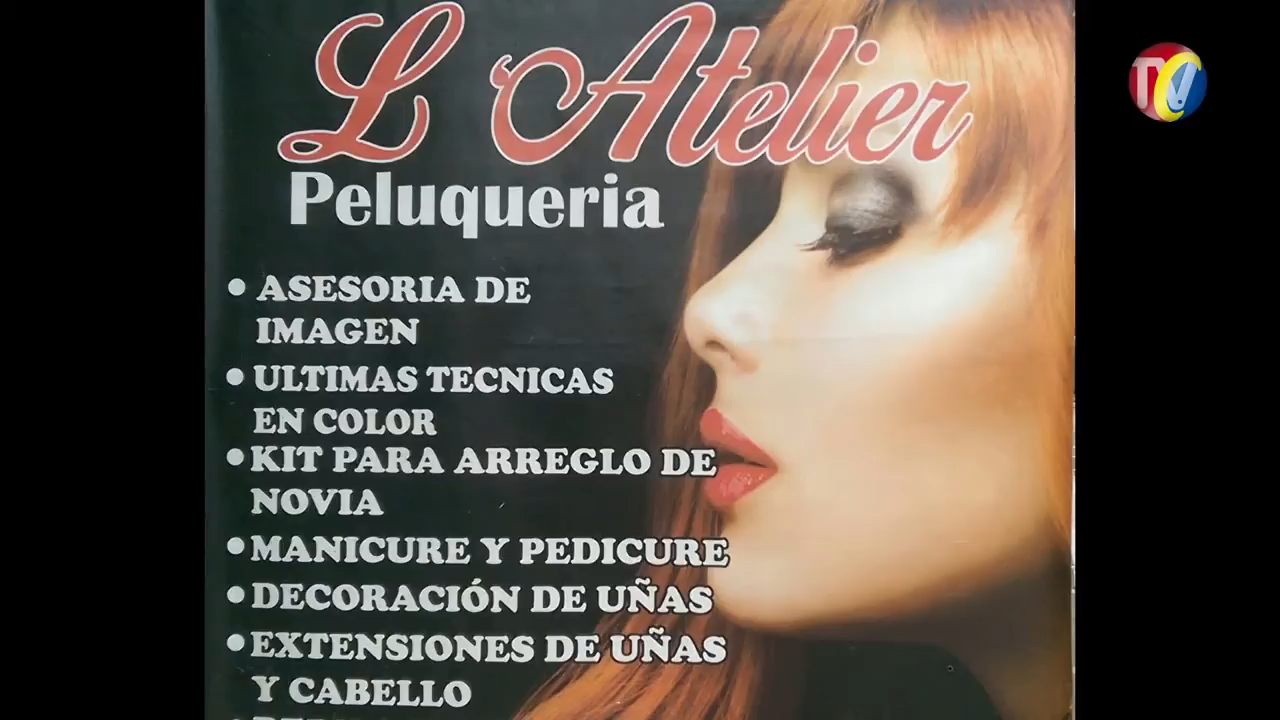 L 'Atelier
Peluqueria
• ASESORIA DE
IMAGEN
• ULTIMAS TECNICAS
EN COLOR
• KIT PARA ARREGLO DE
NOVIA
• MANICURE Y PEDICURE
• DECORACIÓN DE UÑAS
• EXTENSIONES DE UÑAS
Y CABELLO
TVC!